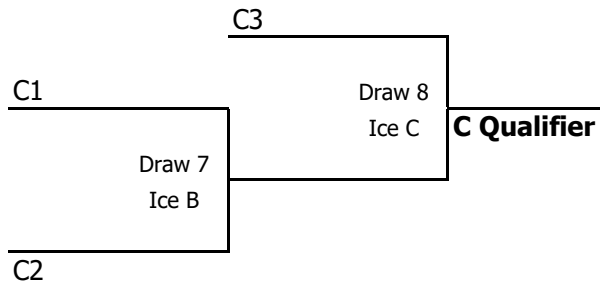 C3
C1
Draw 8
Ice C
C Qualifier
Draw 7
Ice B
C2